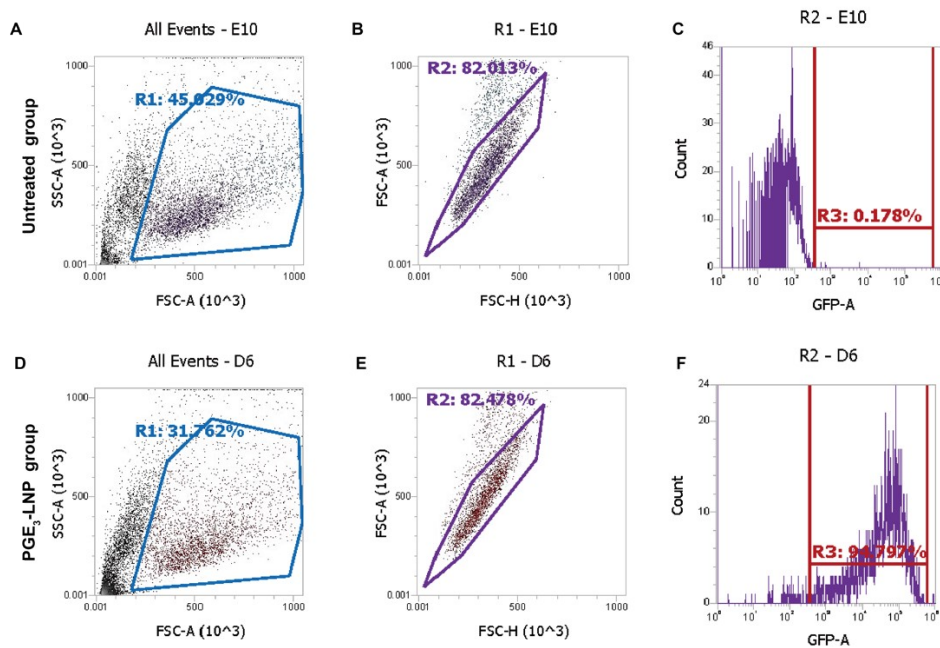 A
All Events - E10
Untreated group
SSC-A (10^3)
1000
500
0.001
R1: 45.029%
0.001
500
1000
FSC-A (10^3)
B
R1 - E10
FSC-A (10^3)
1000
500
0.001
R2: 82.013%
0.001
500
1000
FSC-H (10^3)
C
R2 - E10
Count
46
40
30
20
10
0
R3: 0.178%
GFP-A
D
All Events - D6
PGE₃-LNP group
SSC-A (10^3)
1000
500
0.001
R1: 31.762%
0.001
500
1000
FSC-A (10^3)
E
R1 - D6
FSC-A (10^3)
1000
500
0.001
R2: 82.478%
0.001
500
1000
FSC-H (10^3)
F
R2 - D6
Count
24
20
15
10
5
0
R3: 94.797%
GFP-A